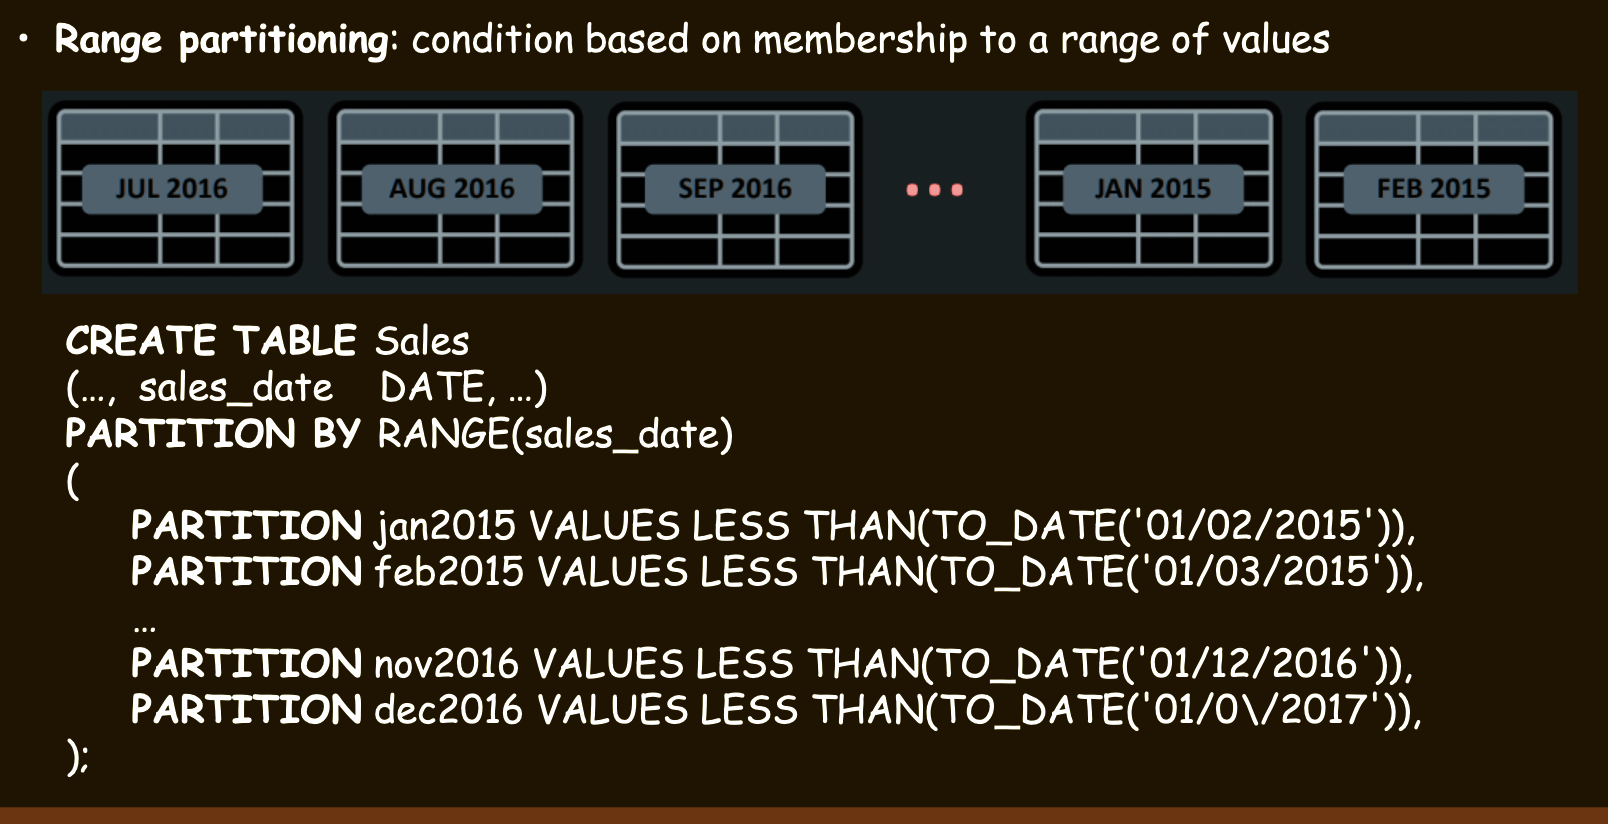 • Range partitioning: condition based on membership to a range of values
JUL 2016 AUG 2016 SEP 2016 ... JAN 2015 FEB 2015
CREATE TABLE Sales
(…, sales_date DATE, …)
PARTITION BY RANGE(sales_date)
(
PARTITION jan2015 VALUES LESS THAN(TO_DATE('01/02/2015')),
PARTITION feb2015 VALUES LESS THAN(TO_DATE('01/03/2015')),
…
PARTITION nov2016 VALUES LESS THAN(TO_DATE('01/12/2016')),
PARTITION dec2016 VALUES LESS THAN(TO_DATE('01/0\/2017')),
);